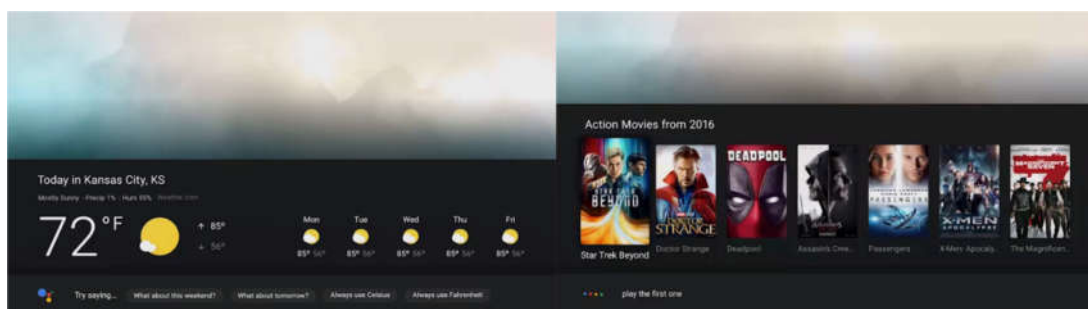 Today in Kansas City, KS
Mostly Sunny · Precip 1% · Hum 66% Weather.com
72°F
↑ 85°
↓ 56°
Mon Tue Wed Thu Fri
85° 56° 85° 56° 85° 56° 85° 56° 85° 56°
Try saying... What about this weekend? What about tomorrow? Always use Celsius Always use Fahrenheit
Action Movies from 2016
STAR TREK BEYOND
DOCTOR STRANGE
DEADPOOL
PASSENGERS
X-MEN APOCALYPSE
Star Trek Beyond Doctor Strange Deadpool Assassin's Cree... Passengers X-Men: Apocaly... The Magnificen...
play the first one